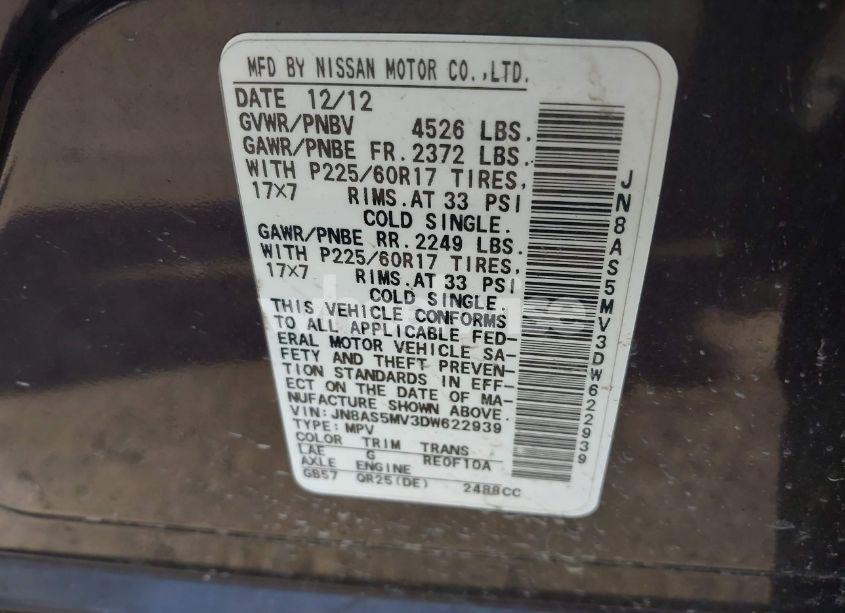 MFD BY NISSAN MOTOR CO.,LTD.
DATE 12/12
GVWR/PNBV 4526 LBS.
GAWR/PNBE FR. 2372 LBS.
WITH P225/60R17 TIRES,
17×7 RIMS.AT 33 PSI
COLD SINGLE.
GAWR/PNBE RR. 2249 LBS.
WITH P225/60R17 TIRES,
17×7 RIMS.AT 33 PSI
COLD SINGLE.
THIS VEHICLE CONFORMS
TO ALL APPLICABLE FED-
ERAL MOTOR VEHICLE SA-
FETY AND THEFT PREVEN-
TION STANDARDS IN EFF-
ECT ON THE DATE OF MA-
NUFACTURE SHOWN ABOVE.
VIN: JN8AS5MV3DW622939
TYPE: MPV
COLOR TRIM TRANS
LAE G RE0F10A
AXLE ENGINE
GB57 QR25(DE) 2488CC
JN8AS5MV3DW622939